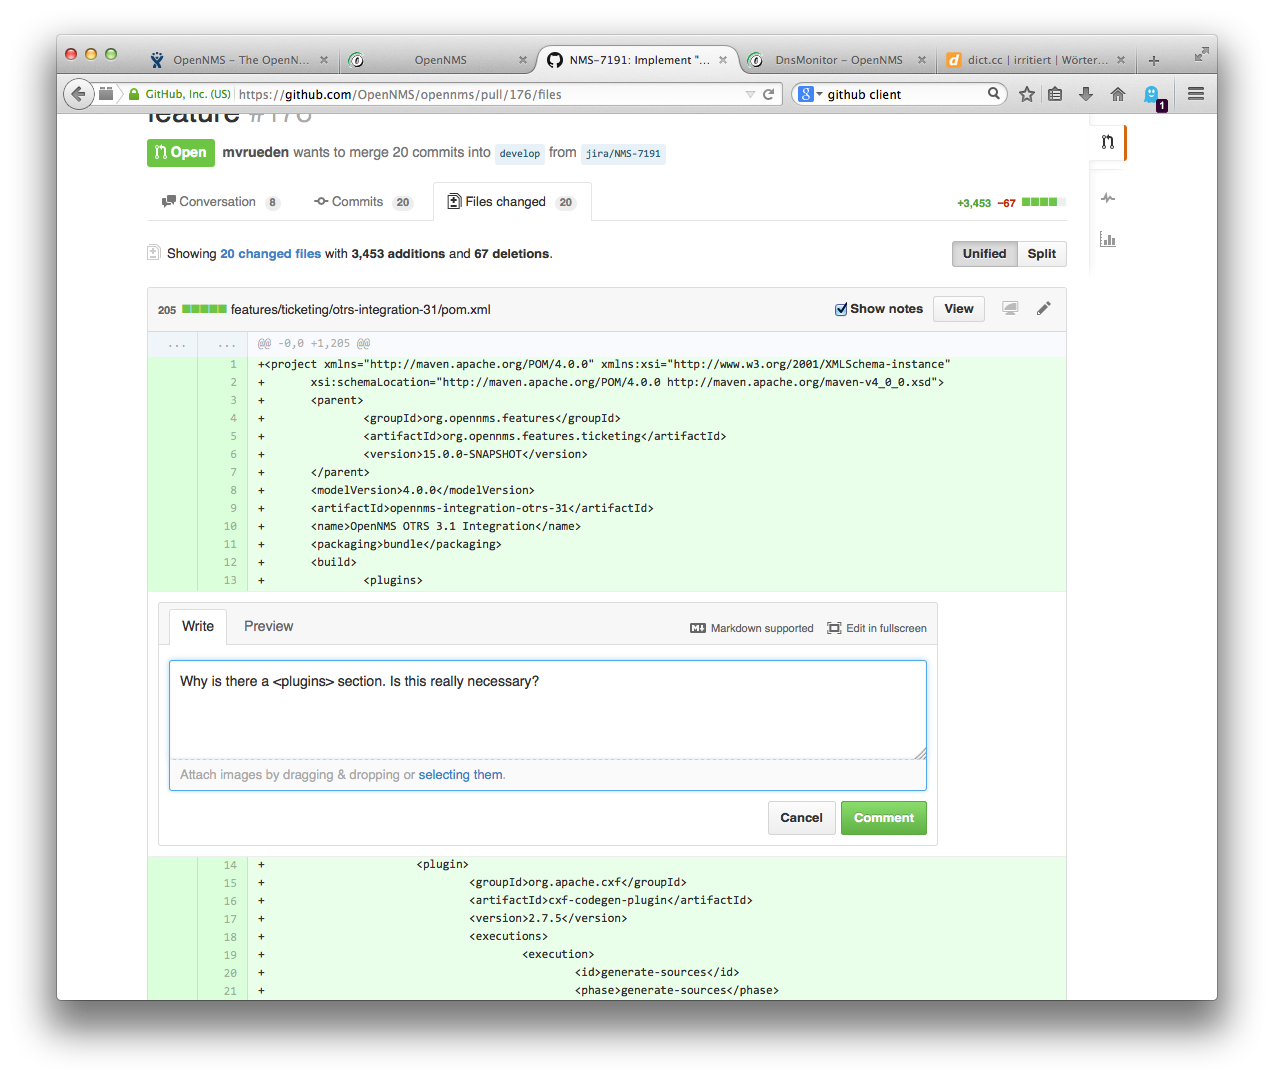 OpenNMS – The OpenN...
OpenNMS
NMS-7191: Implement "...
DnsMonitor – OpenNMS
d dict.cc | irritiert | Wörter...
GitHub, Inc. (US) https://github.com/OpenNMS/opennms/pull/176/files
8 github client
1
feature #176
Open mvrueden wants to merge 20 commits into develop from jira/NMS-7191
Conversation 8 Commits 20 Files changed 20 +3,453 −67
Showing 20 changed files with 3,453 additions and 67 deletions. Unified Split
205 features/ticketing/otrs-integration-31/pom.xml Show notes View
... ... @@ -0,0 +1,205 @@
1 +<project xmlns="http://maven.apache.org/POM/4.0.0" xmlns:xsi="http://www.w3.org/2001/XMLSchema-instance"
2 + xsi:schemaLocation="http://maven.apache.org/POM/4.0.0 http://maven.apache.org/maven-v4_0_0.xsd">
3 + <parent>
4 + <groupId>org.opennms.features</groupId>
5 + <artifactId>org.opennms.features.ticketing</artifactId>
6 + <version>15.0.0-SNAPSHOT</version>
7 + </parent>
8 + <modelVersion>4.0.0</modelVersion>
9 + <artifactId>opennms-integration-otrs-31</artifactId>
10 + <name>OpenNMS OTRS 3.1 Integration</name>
11 + <packaging>bundle</packaging>
12 + <build>
13 + <plugins>
Write Preview Markdown supported Edit in fullscreen
Why is there a <plugins> section. Is this really necessary?
Attach images by dragging & dropping or selecting them.
Cancel Comment
14 + <plugin>
15 + <groupId>org.apache.cxf</groupId>
16 + <artifactId>cxf-codegen-plugin</artifactId>
17 + <version>2.7.5</version>
18 + <executions>
19 + <execution>
20 + <id>generate-sources</id>
21 + <phase>generate-sources</phase>